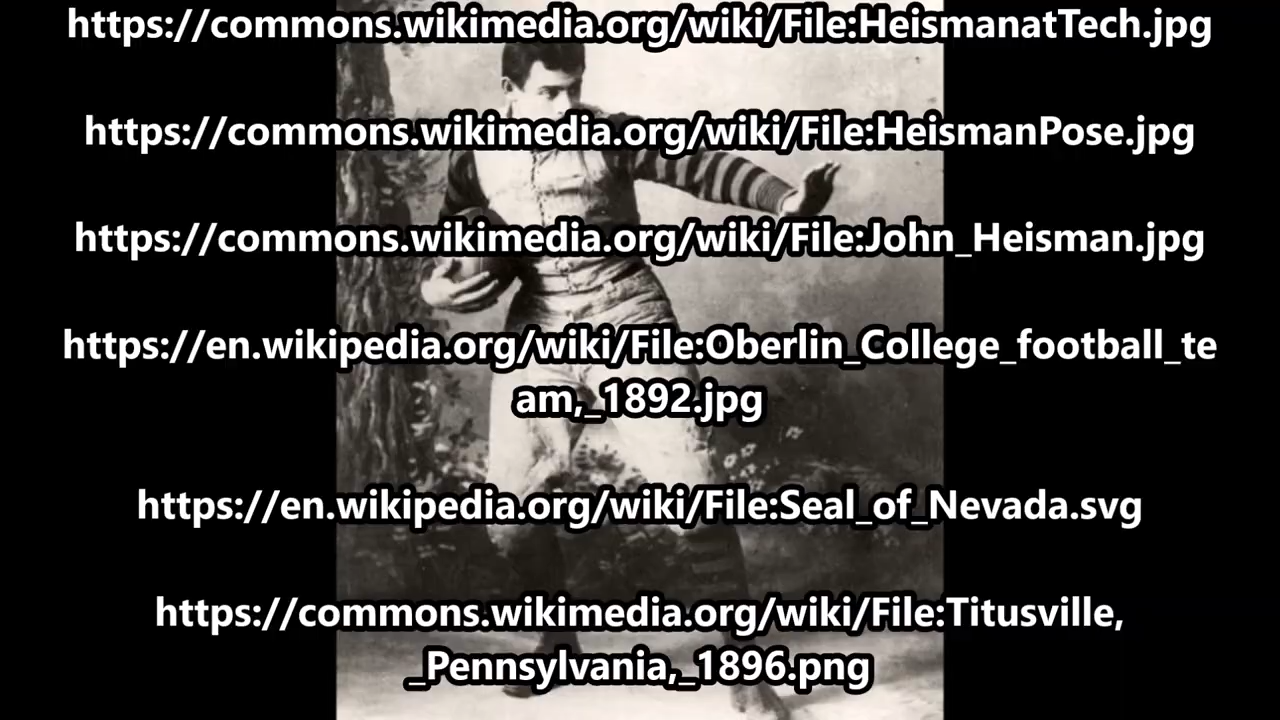 https://commons.wikimedia.org/wiki/File:HeismanatTech.jpg
https://commons.wikimedia.org/wiki/File:HeismanPose.jpg
https://commons.wikimedia.org/wiki/File:John_Heisman.jpg
https://en.wikipedia.org/wiki/File:Oberlin_College_football_te
am,_1892.jpg
https://en.wikipedia.org/wiki/File:Seal_of_Nevada.svg
https://commons.wikimedia.org/wiki/File:Titusville,
_Pennsylvania,_1896.png